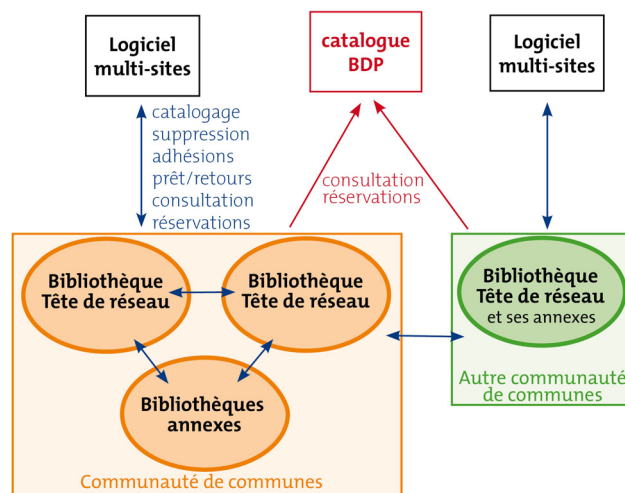 Logiciel
multi-sites
catalogue
BDP
Logiciel
multi-sites
catalogage
suppression
adhésions
prêt/retours
consultation
réservations
consultation
réservations
Bibliothèque
Tête de réseau
Bibliothèque
Tête de réseau
Bibliothèque
Tête de réseau
et ses annexes
Bibliothèques
annexes
Autre communauté
de communes
Communauté de communes